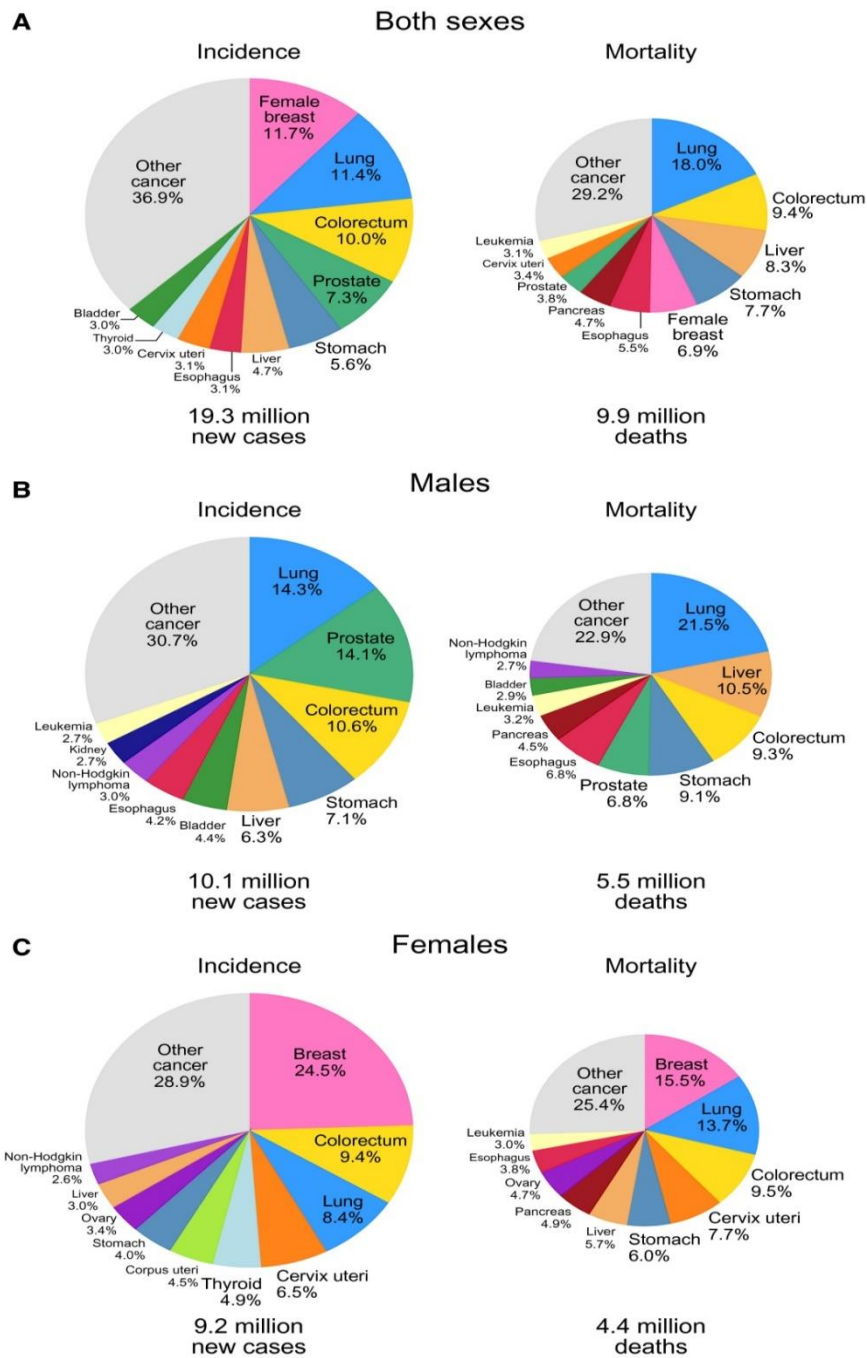 A
Both sexes
Incidence
Mortality
Female
breast
11.7%
Lung
11.4%
Colorectum
10.0%
Prostate
7.3%
Stomach
5.6%
Liver
4.7%
Esophagus
3.1%
Cervix uteri
3.1%
Thyroid
3.0%
Bladder
3.0%
Other
cancer
36.9%
19.3 million
new cases
Lung
18.0%
Colorectum
9.4%
Liver
8.3%
Stomach
7.7%
Female
breast
6.9%
Esophagus
5.5%
Pancreas
4.7%
Prostate
3.8%
Cervix uteri
3.4%
Leukemia
3.1%
Other
cancer
29.2%
9.9 million
deaths
B
Males
Incidence
Mortality
Lung
14.3%
Prostate
14.1%
Colorectum
10.6%
Stomach
7.1%
Liver
6.3%
Bladder
4.4%
Esophagus
4.2%
Non-Hodgkin
lymphoma
3.0%
Kidney
2.7%
Leukemia
2.7%
Other
cancer
30.7%
10.1 million
new cases
Lung
21.5%
Liver
10.5%
Colorectum
9.3%
Stomach
9.1%
Prostate
6.8%
Esophagus
6.8%
Pancreas
4.5%
Leukemia
3.2%
Bladder
2.9%
Non-Hodgkin
lymphoma
2.7%
Other
cancer
22.9%
5.5 million
deaths
C
Females
Incidence
Mortality
Breast
24.5%
Colorectum
9.4%
Lung
8.4%
Cervix uteri
6.5%
Thyroid
4.9%
Corpus uteri
4.5%
Stomach
4.0%
Ovary
3.4%
Liver
3.0%
Non-Hodgkin
lymphoma
2.6%
Other
cancer
28.9%
9.2 million
new cases
Breast
15.5%
Lung
13.7%
Colorectum
9.5%
Cervix uteri
7.7%
Stomach
6.0%
Liver
5.7%
Pancreas
4.9%
Ovary
4.7%
Esophagus
3.8%
Leukemia
3.0%
Other
cancer
25.4%
4.4 million
deaths